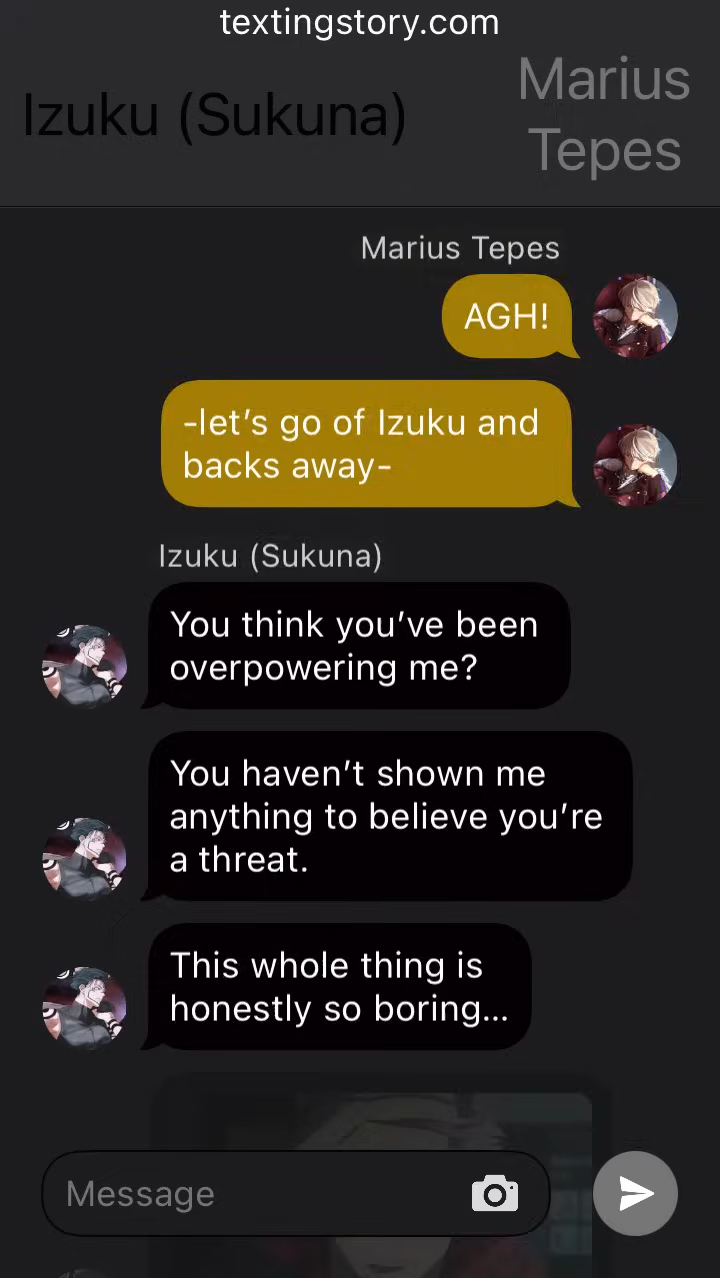 textingstory.com
Izuku (Sukuna)
Marius
Tepes
Marius Tepes
AGH!
-let’s go of Izuku and
backs away-
Izuku (Sukuna)
You think you’ve been
overpowering me?
You haven’t shown me
anything to believe you’re
a threat.
This whole thing is
honestly so boring...
Message